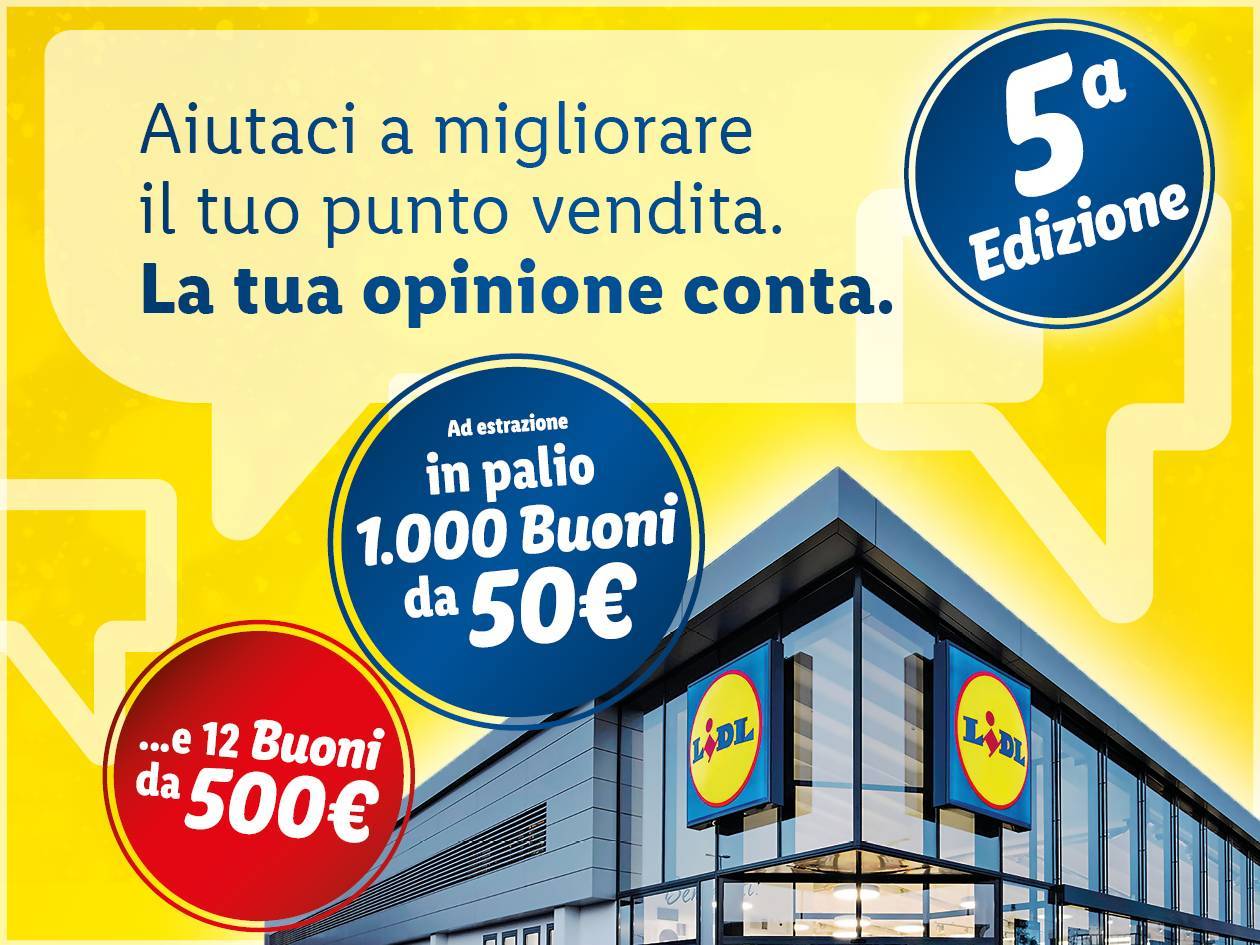 Aiutaci a migliorare
il tuo punto vendita.
La tua opinione conta.
5ª
Edizione
Ad estrazione
in palio
1.000 Buoni
da 50€
...e 12 Buoni
da 500€
LIDL
LIDL